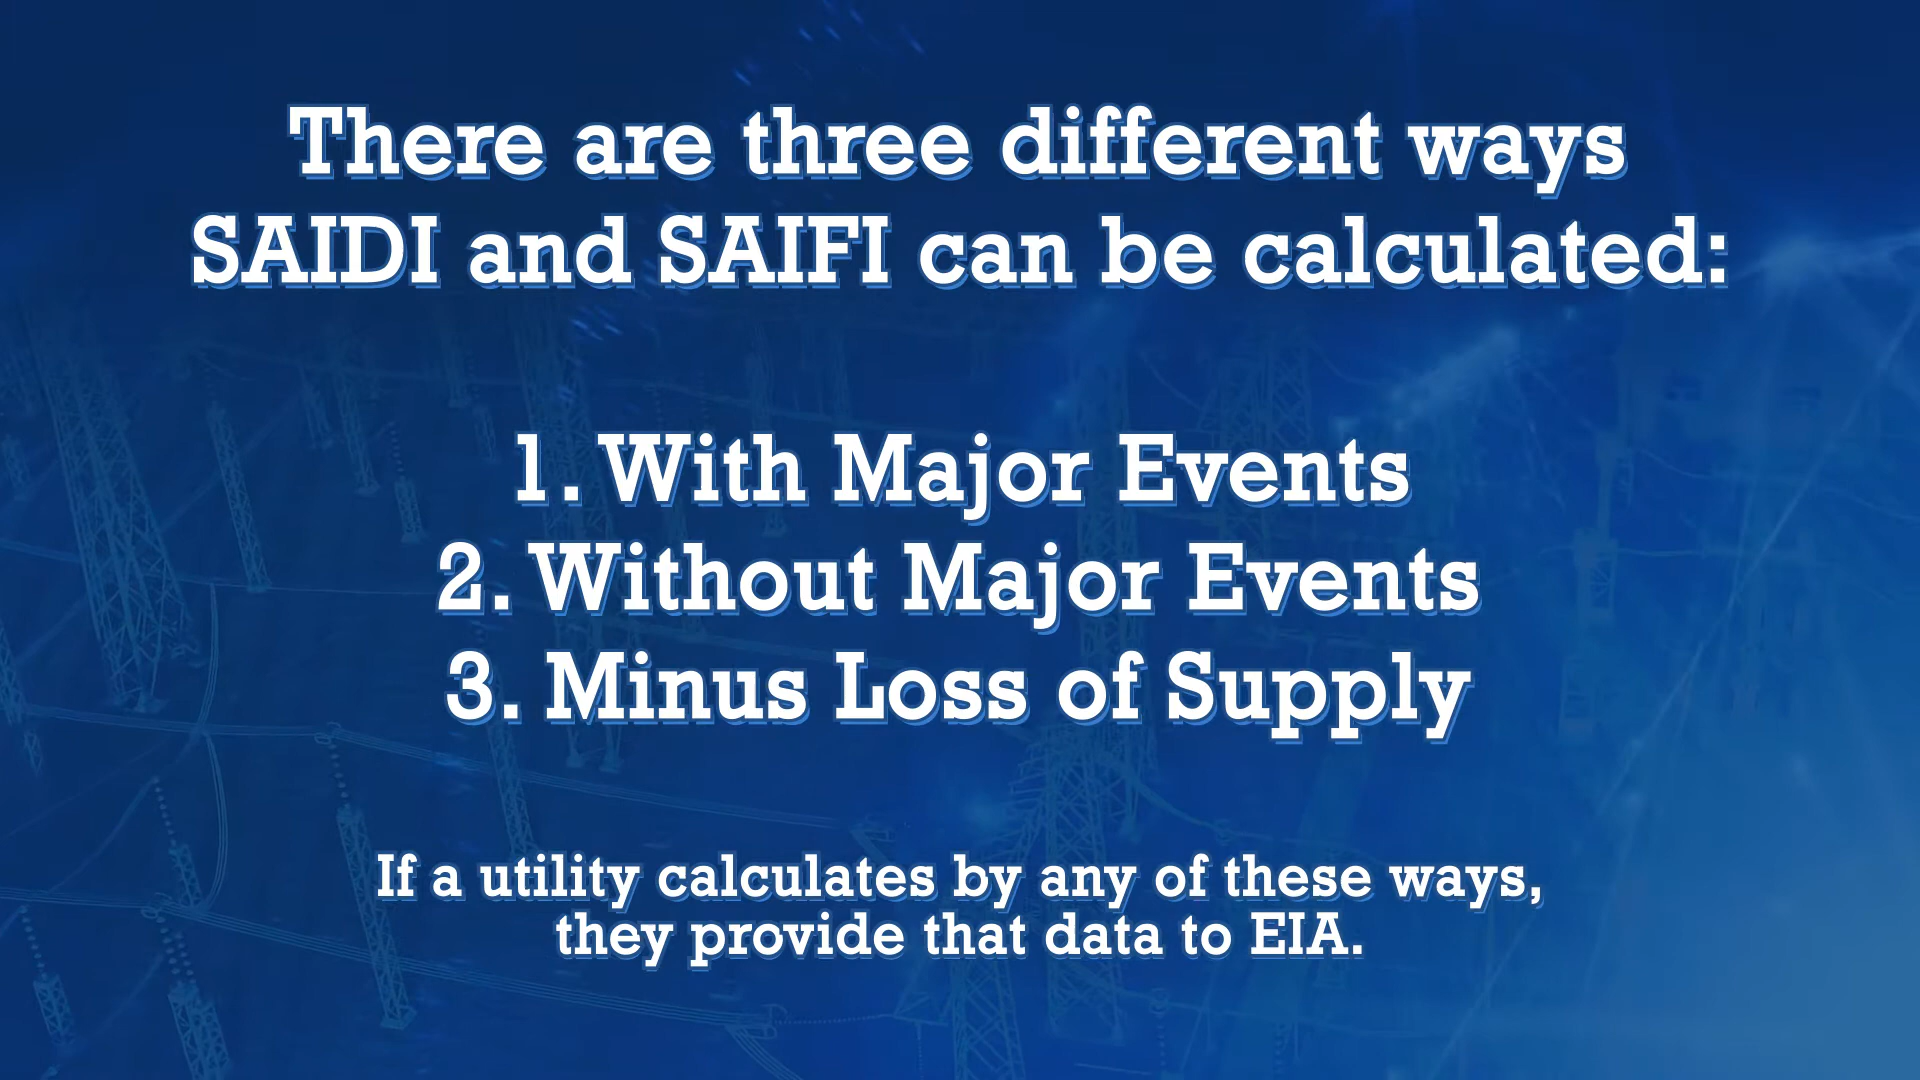 There are three different ways
SAIDI and SAIFI can be calculated:
1. With Major Events
2. Without Major Events
3. Minus Loss of Supply
If a utility calculates by any of these ways,
they provide that data to EIA.